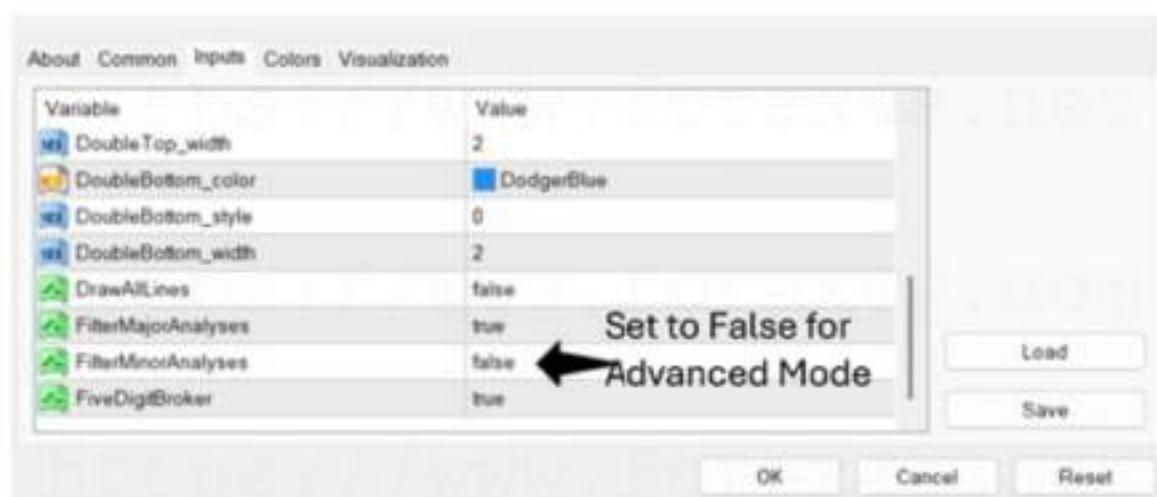 About Common Inputs Colors Visualization
Variable Value
DoubleTop_width 2
DoubleBottom_color DodgerBlue
DoubleBottom_style 0
DoubleBottom_width 2
DrawAllLines false
FilterMajorAnalyses true
FilterMinorAnalyses false
FiveDigitBroker true
Set to False for
Advanced Mode
Load
Save
OK Cancel Reset